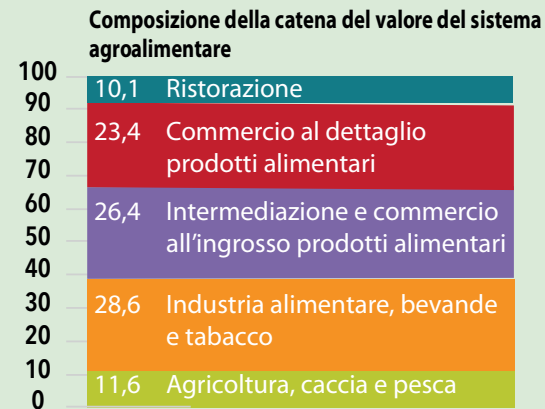 Composizione della catena del valore del sistema
agroalimentare
100
90
80
70
60
50
40
30
20
10
0
10,1 Ristorazione
23,4 Commercio al dettaglio
prodotti alimentari
26,4 Intermediazione e commercio
all'ingrosso prodotti alimentari
28,6 Industria alimentare, bevande
e tabacco
11,6 Agricoltura, caccia e pesca